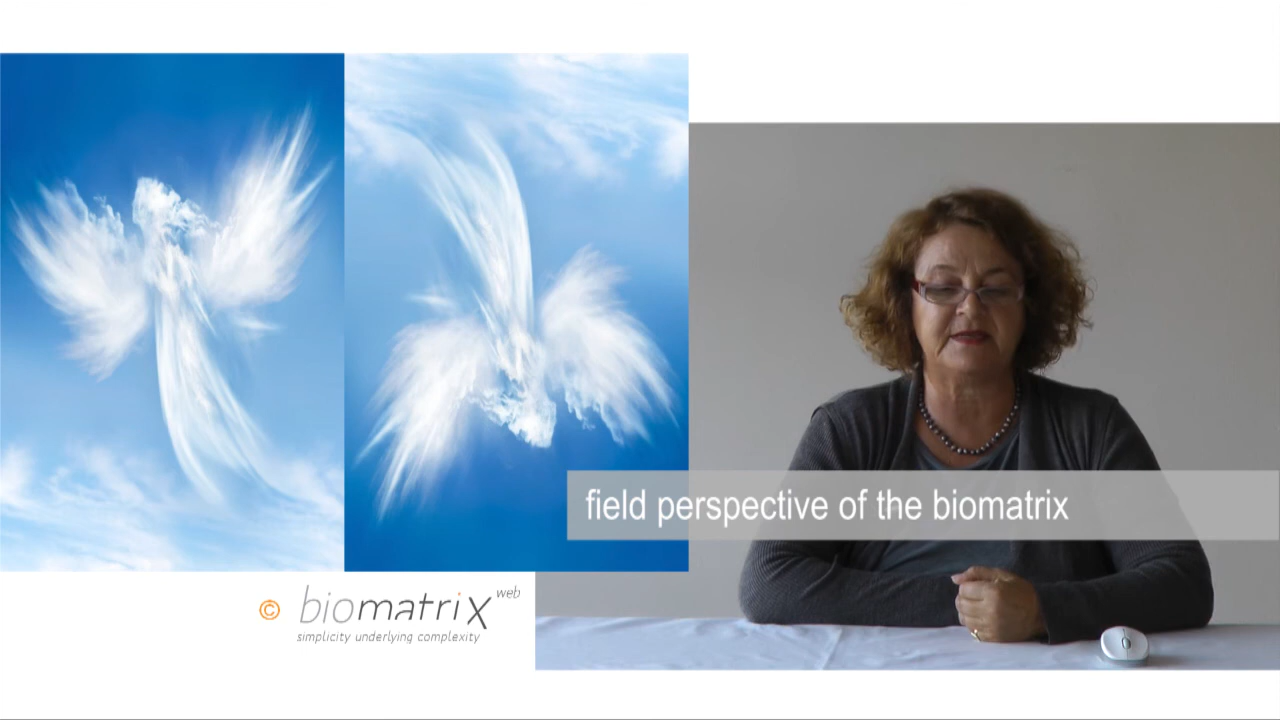 field perspective of the biomatrix
© biomatrix web
simplicity underlying complexity